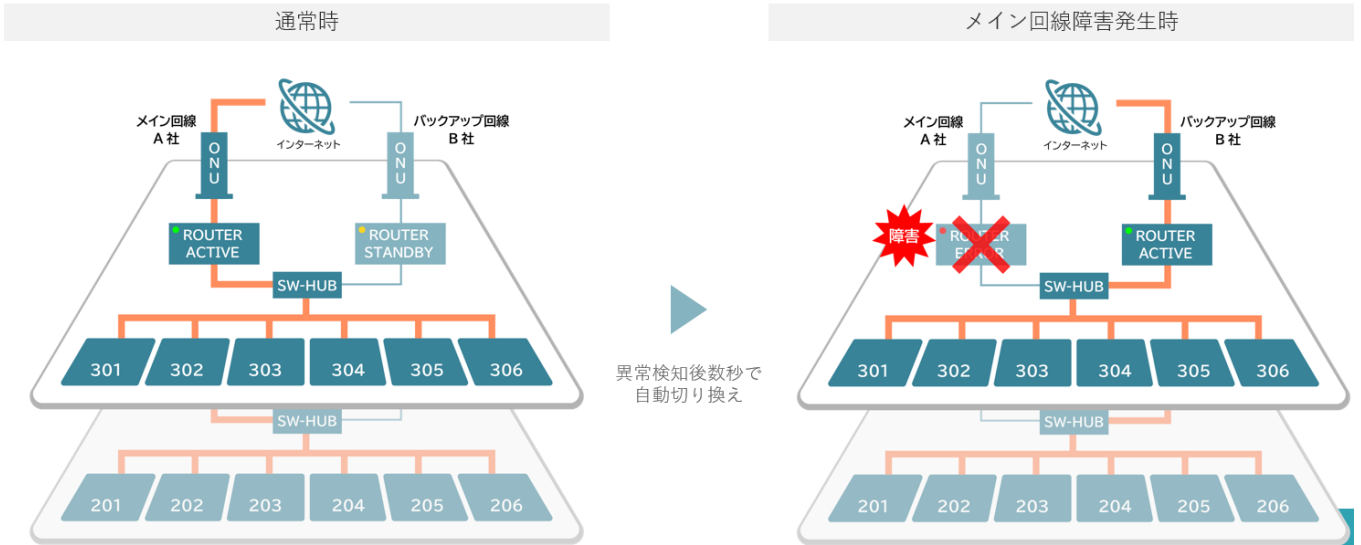 通常時
メイン回線障害発生時
メイン回線
A 社
インターネット
バックアップ回線
B 社
ONU
ONU
ROUTER
ACTIVE
ROUTER
STANDBY
SW-HUB
301 302 303 304 305 306
SW-HUB
201 202 203 204 205 206
異常検知後数秒で
自動切り換え
メイン回線
A 社
インターネット
バックアップ回線
B 社
ONU
ONU
障害
ROUTER
ERROR
ROUTER
ACTIVE
SW-HUB
301 302 303 304 305 306
SW-HUB
201 202 203 204 205 206